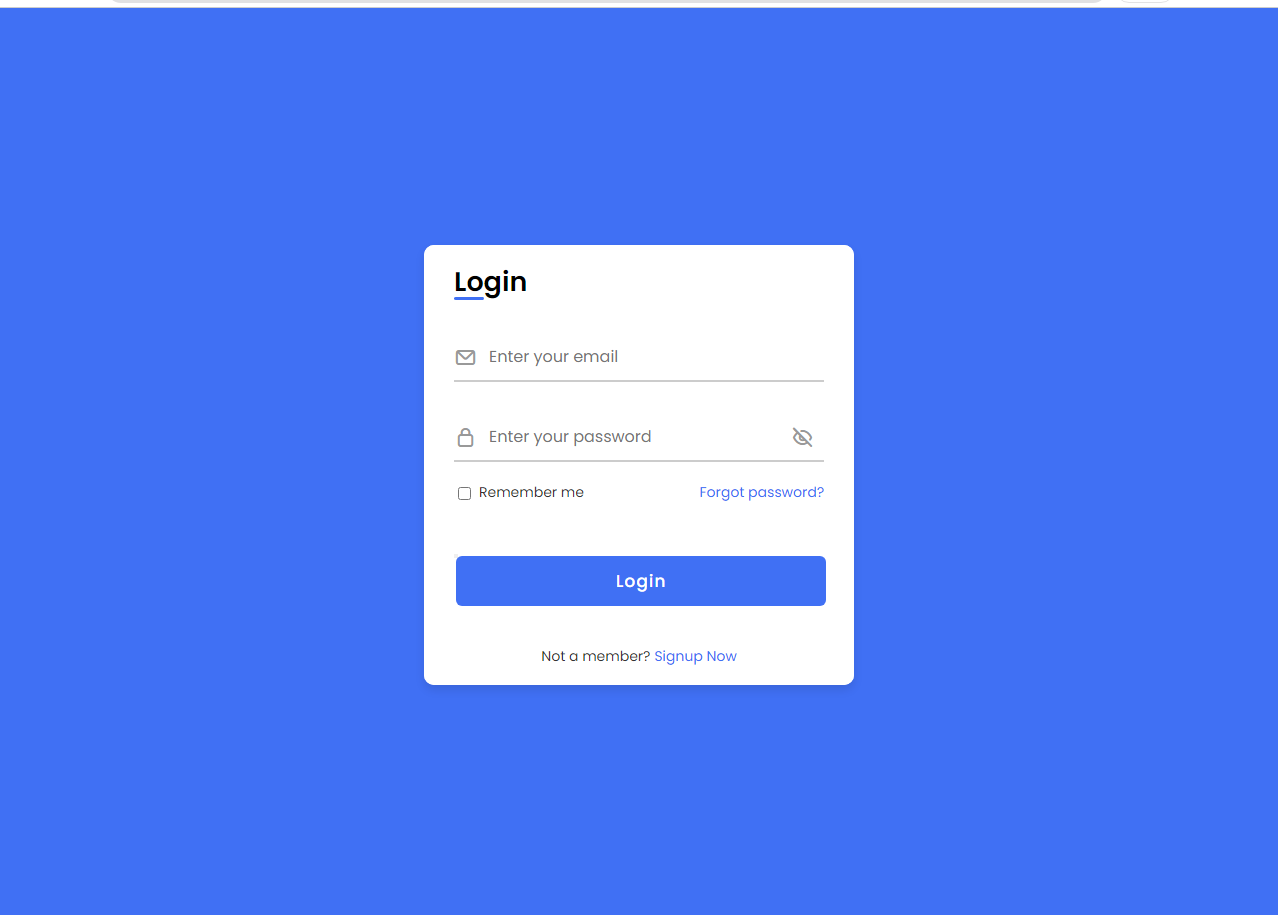 Login
Enter your email
Enter your password
Remember me Forgot password?
Login
Not a member? Signup Now